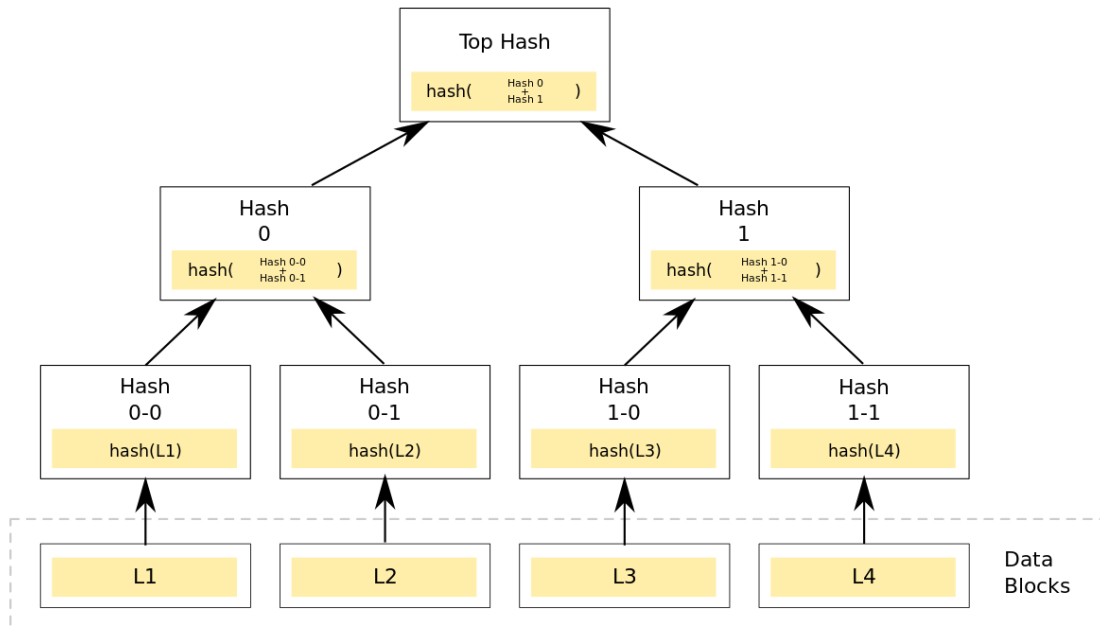 Top Hash
hash( Hash 0 + Hash 1 )
Hash
0
hash( Hash 0-0 + Hash 0-1 )
Hash
1
hash( Hash 1-0 + Hash 1-1 )
Hash
0-0
hash(L1)
Hash
0-1
hash(L2)
Hash
1-0
hash(L3)
Hash
1-1
hash(L4)
L1
L2
L3
L4
Data
Blocks